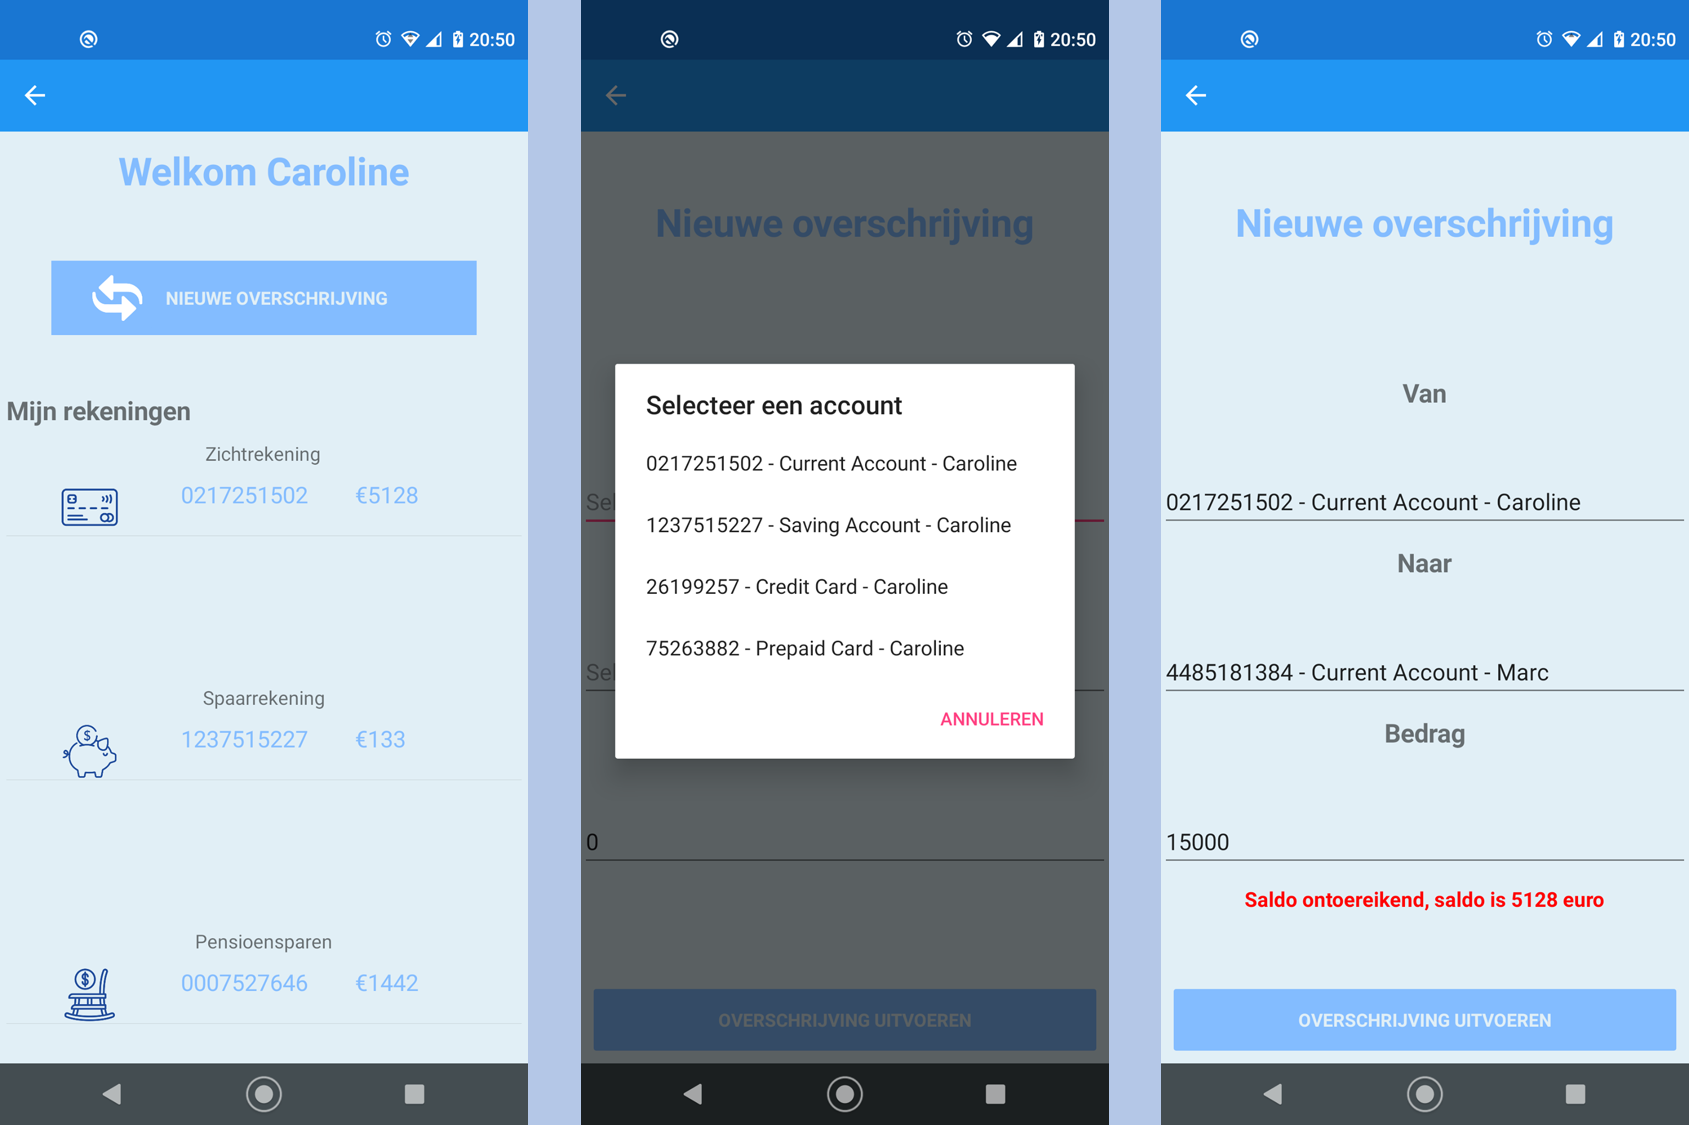 20:50
Welkom Caroline
NIEUWE OVERSCHRIJVING
Mijn rekeningen
Zichtrekening
0217251502 €5128
Spaarrekening
1237515227 €133
Pensioensparen
0007527646 €1442
20:50
Nieuwe overschrijving
Selecteer een account
0217251502 - Current Account - Caroline
1237515227 - Saving Account - Caroline
26199257 - Credit Card - Caroline
75263882 - Prepaid Card - Caroline
ANNULEREN
0
OVERSCHRIJVING UITVOEREN
20:50
Nieuwe overschrijving
Van
0217251502 - Current Account - Caroline
Naar
4485181384 - Current Account - Marc
Bedrag
15000
Saldo ontoereikend, saldo is 5128 euro
OVERSCHRIJVING UITVOEREN